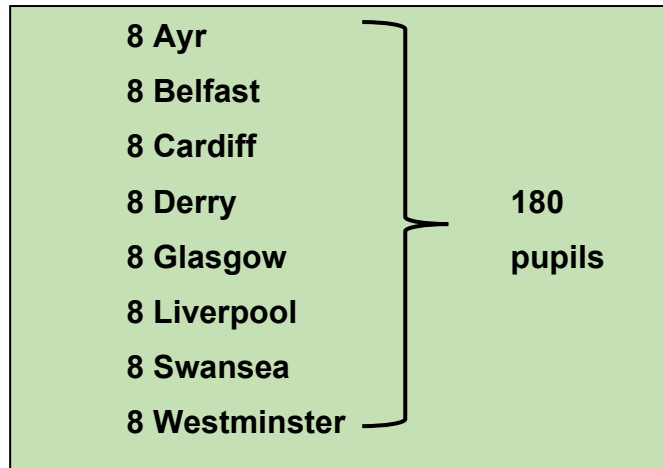 8 Ayr
8 Belfast
8 Cardiff
8 Derry
8 Glasgow
8 Liverpool
8 Swansea
8 Westminster
180
pupils